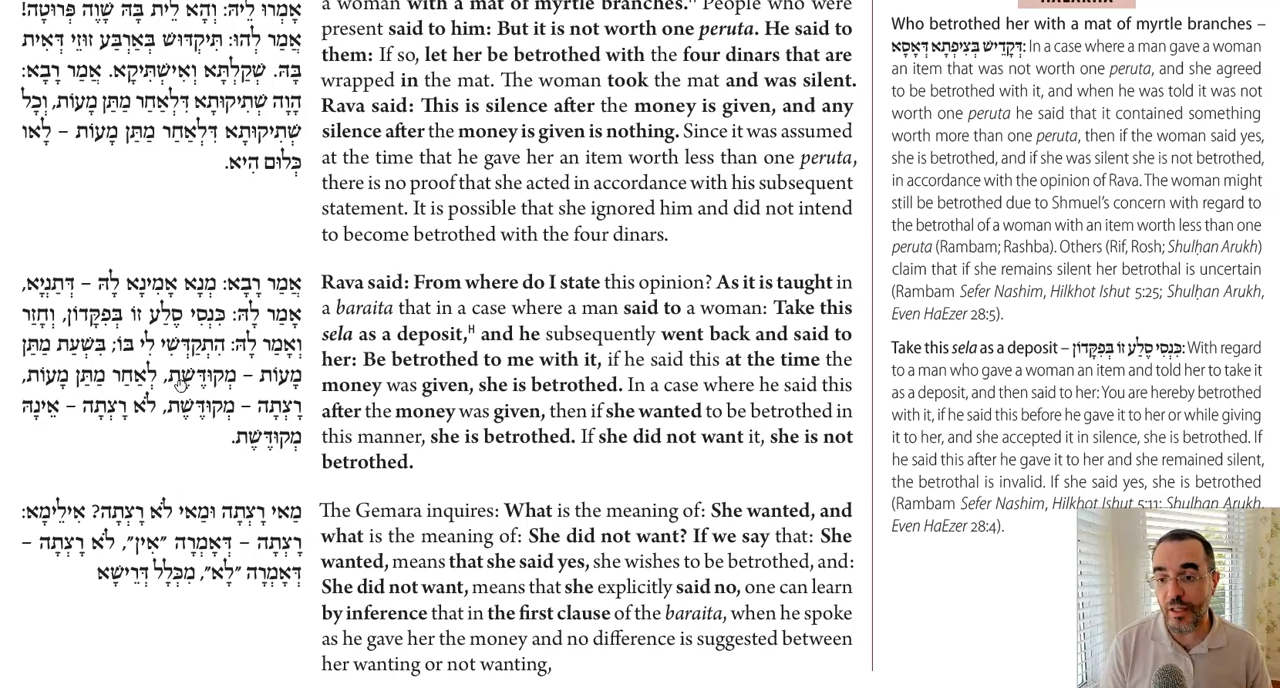 אָמְרוּ לֵיהּ: וְהָא לֵית בָּהּ שָׁוֶה פְּרוּטָה!
אֲמַר לְהוּ: תִּיקְדּוּשׁ בְּאַרְבַּע זוּזֵי דְּאִית
בָּהּ. שְׁקַלְתָּא וְאִישְׁתִּיקָא. אֲמַר רָבָא:
הֲוָה שְׁתִיקוּתָא דִּלְאַחַר מַתַּן מָעוֹת, וְכׇל
שְׁתִיקוּתָא דִּלְאַחַר מַתַּן מָעוֹת – לָאו
כְּלוּם הִיא.
אֲמַר רָבָא: מְנָא אָמֵינָא לַהּ – דְּתַנְיָא,
אָמַר לָהּ: כִּנְסִי סֶלַע זוֹ בְּפִקָּדוֹן, וְחָזַר
וְאָמַר לָהּ: הִתְקַדְּשִׁי לִי בּוֹ; בִּשְׁעַת מַתַּן
מָעוֹת – מְקוּדֶּשֶׁת, לְאַחַר מַתַּן מָעוֹת,
רָצְתָה – מְקוּדֶּשֶׁת, לֹא רָצְתָה – אֵינָהּ
מְקוּדֶּשֶׁת.
מַאי רָצְתָה וּמַאי לֹא רָצְתָה? אִילֵימָא:
רָצְתָה – דְּאָמְרָה ״אִין״, לֹא רָצְתָה –
דְּאָמְרָה ״לָא״, מִכְּלָל דְּרֵישָׁא
a woman with a mat of myrtle branches.ᴴ People who were
present said to him: But it is not worth one peruta. He said to
them: If so, let her be betrothed with the four dinars that are
wrapped in the mat. The woman took the mat and was silent.
Rava said: This is silence after the money is given, and any
silence after the money is given is nothing. Since it was assumed
at the time that he gave her an item worth less than one peruta,
there is no proof that she acted in accordance with his subsequent
statement. It is possible that she ignored him and did not intend
to become betrothed with the four dinars.
Rava said: From where do I state this opinion? As it is taught in
a baraita that in a case where a man said to a woman: Take this
sela as a deposit,ᴴ and he subsequently went back and said to
her: Be betrothed to me with it, if he said this at the time the
money was given, she is betrothed. In a case where he said this
after the money was given, then if she wanted to be betrothed in
this manner, she is betrothed. If she did not want it, she is not
betrothed.
The Gemara inquires: What is the meaning of: She wanted, and
what is the meaning of: She did not want? If we say that: She
wanted, means that she said yes, she wishes to be betrothed, and:
She did not want, means that she explicitly said no, one can learn
by inference that in the first clause of the baraita, when he spoke
as he gave her the money and no difference is suggested between
her wanting or not wanting,
Who betrothed her with a mat of myrtle branches –
דְּקַדֵּישׁ בְּצִיפְתָא דְּאָסָא: In a case where a man gave a woman
an item that was not worth one peruta, and she agreed
to be betrothed with it, and when he was told it was not
worth one peruta he said that it contained something
worth more than one peruta, then if the woman said yes,
she is betrothed, and if she was silent she is not betrothed,
in accordance with the opinion of Rava. The woman might
still be betrothed due to Shmuel's concern with regard to
the betrothal of a woman with an item worth less than one
peruta (Rambam; Rashba). Others (Rif, Rosh; Shulḥan Arukh)
claim that if she remains silent her betrothal is uncertain
(Rambam Sefer Nashim, Hilkhot Ishut 5:25; Shulḥan Arukh,
Even HaEzer 28:5).
Take this sela as a deposit – כִּנְסִי סֶלַע זוֹ בְּפִקָּדוֹן: With regard
to a man who gave a woman an item and told her to take it
as a deposit, and then said to her: You are hereby betrothed
with it, if he said this before he gave it to her or while giving
it to her, and she accepted it in silence, she is betrothed. If
he said this after he gave it to her and she remained silent,
the betrothal is invalid. If she said yes, she is betrothed
(Rambam Sefer Nashim, Hilkhot Ishut 5:11; Shulḥan Arukh,
Even HaEzer 28:4).